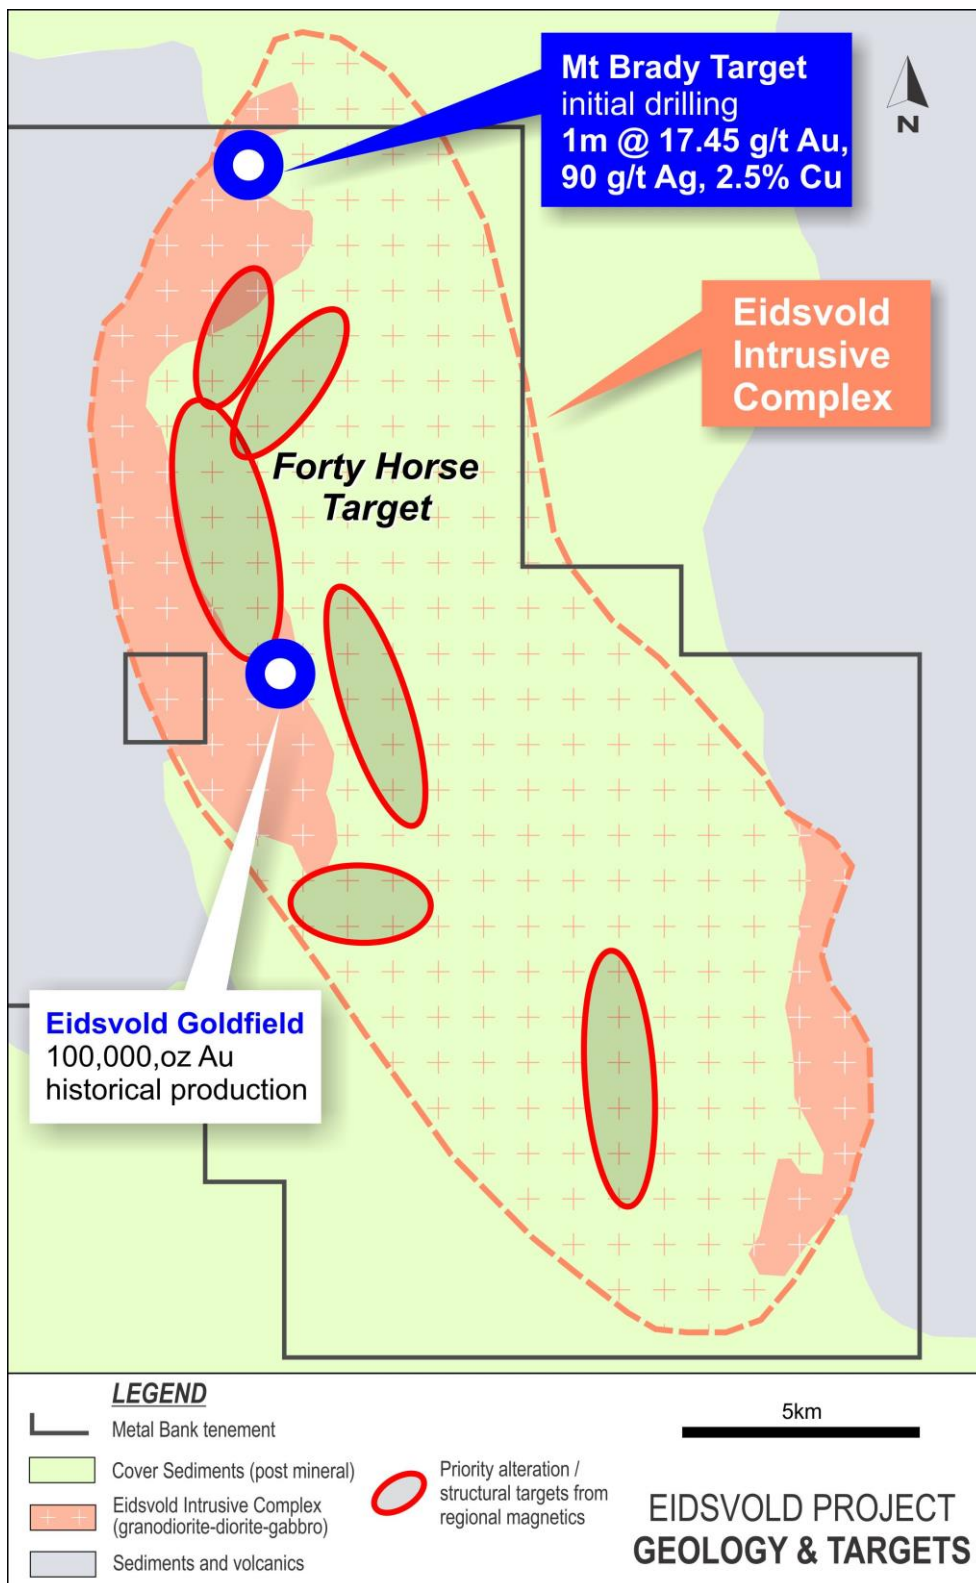 Mt Brady Target
initial drilling
1m @ 17.45 g/t Au,
90 g/t Ag, 2.5% Cu
N
Eidsvold
Intrusive
Complex
Forty Horse
Target
Eidsvold Goldfield
100,000,oz Au
historical production
LEGEND
Metal Bank tenement
Cover Sediments (post mineral)
Eidsvold Intrusive Complex
(granodiorite-diorite-gabbro)
Sediments and volcanics
Priority alteration /
structural targets from
regional magnetics
5km
EIDSVOLD PROJECT
GEOLOGY & TARGETS